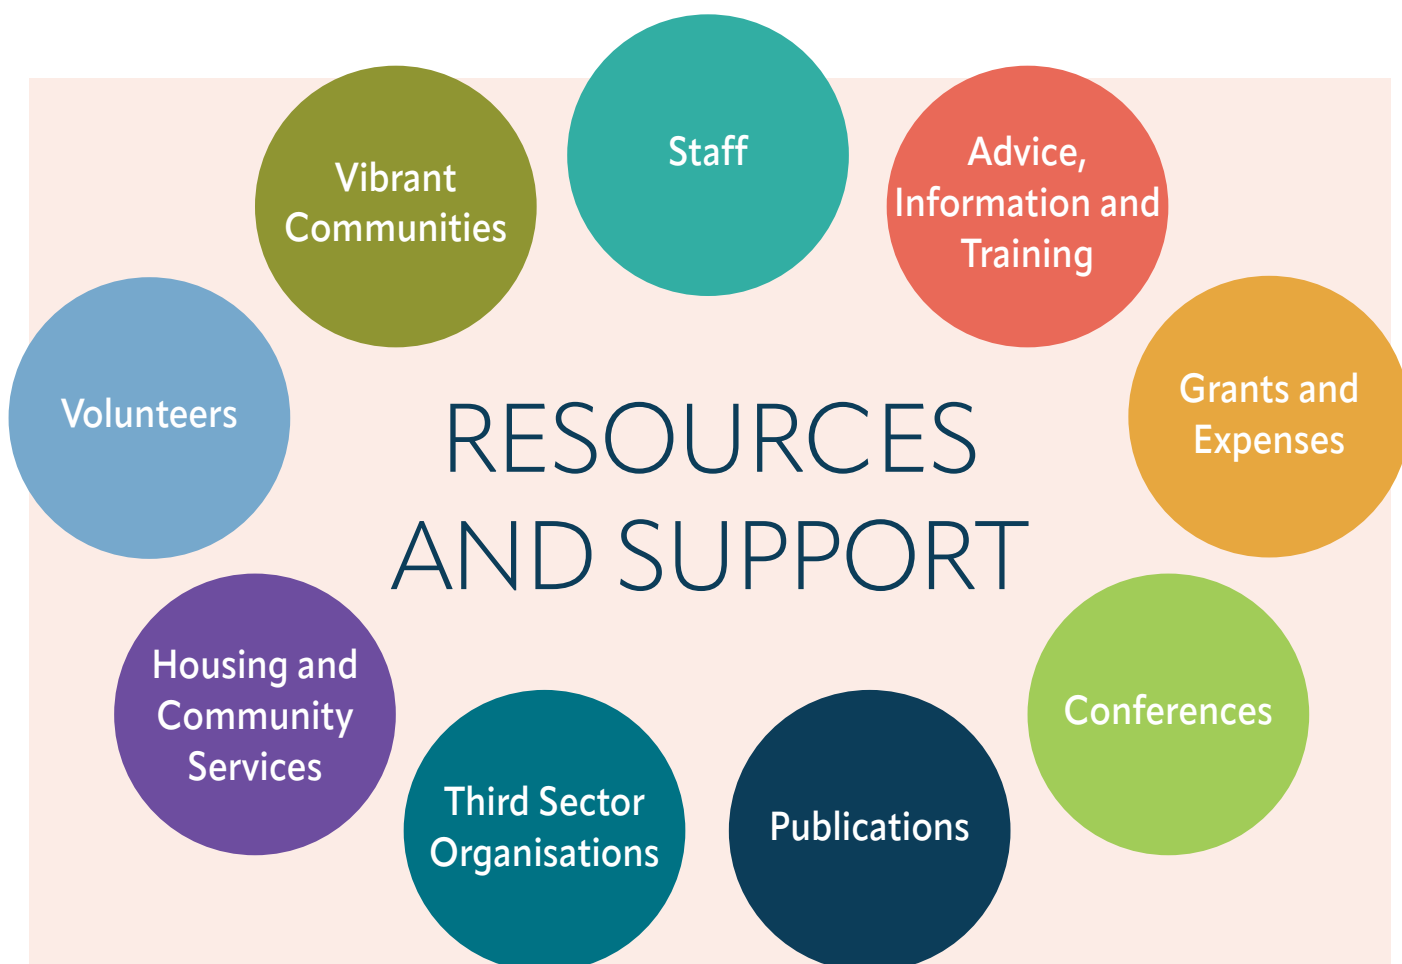 Staff
Advice,
Information and
Training
Vibrant
Communities
Grants and
Expenses
Volunteers
RESOURCES
AND SUPPORT
Housing and
Community
Services
Conferences
Third Sector
Organisations
Publications